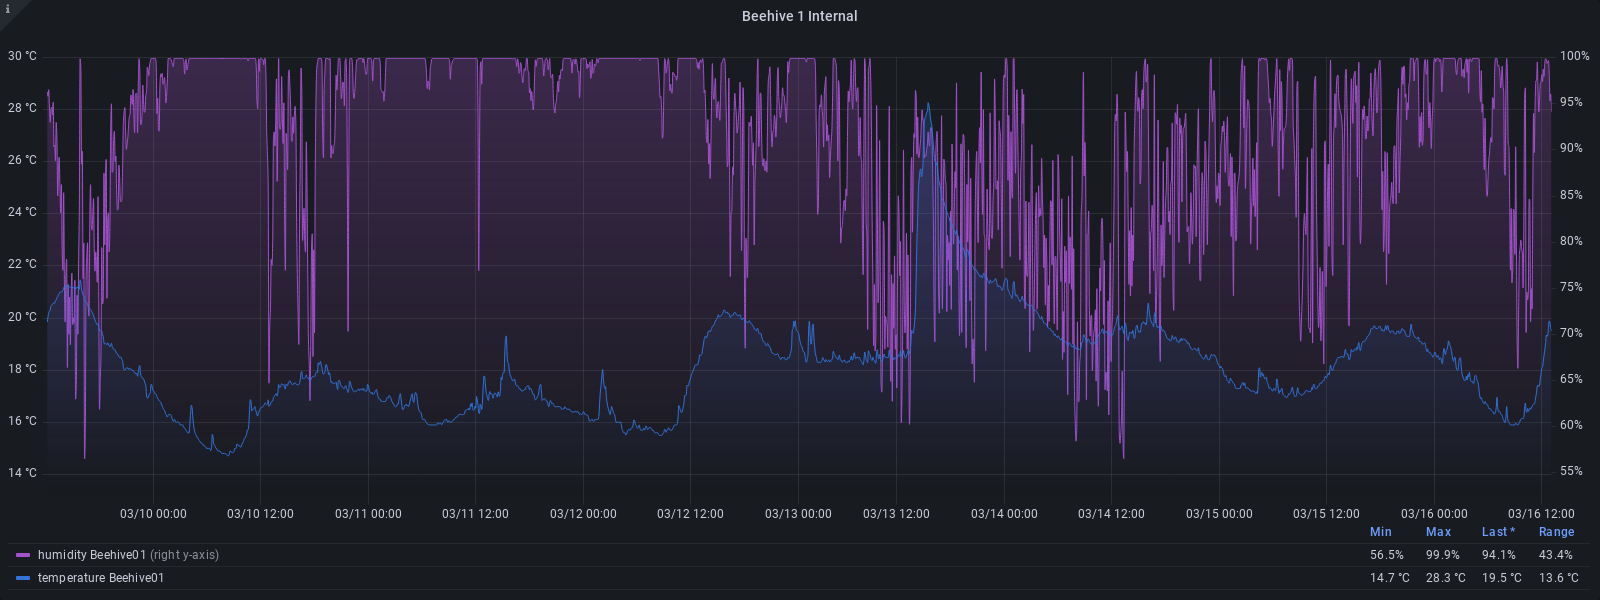 i
Beehive 1 Internal
30 °C 100%
28 °C 95%
26 °C 90%
24 °C 85%
22 °C 80%
20 °C 75%
18 °C 70%
16 °C 65%
14 °C 60%
55%
03/10 00:00 03/10 12:00 03/11 00:00 03/11 12:00 03/12 00:00 03/12 12:00 03/13 00:00 03/13 12:00 03/14 00:00 03/14 12:00 03/15 00:00 03/15 12:00 03/16 00:00 03/16 12:00
Min Max Last * Range
humidity Beehive01 (right y-axis) 56.5% 99.9% 94.1% 43.4%
temperature Beehive01 14.7 °C 28.3 °C 19.5 °C 13.6 °C